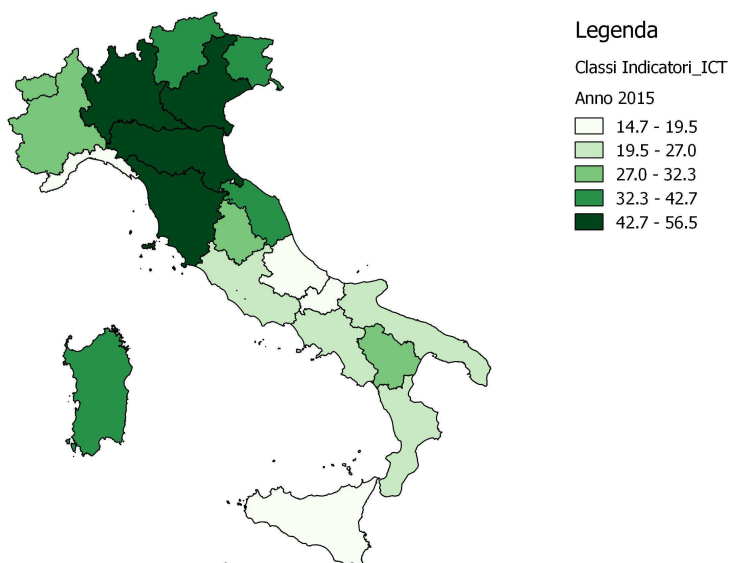 Legenda
Classi Indicatori_ICT
Anno 2015
14.7 - 19.5
19.5 - 27.0
27.0 - 32.3
32.3 - 42.7
42.7 - 56.5